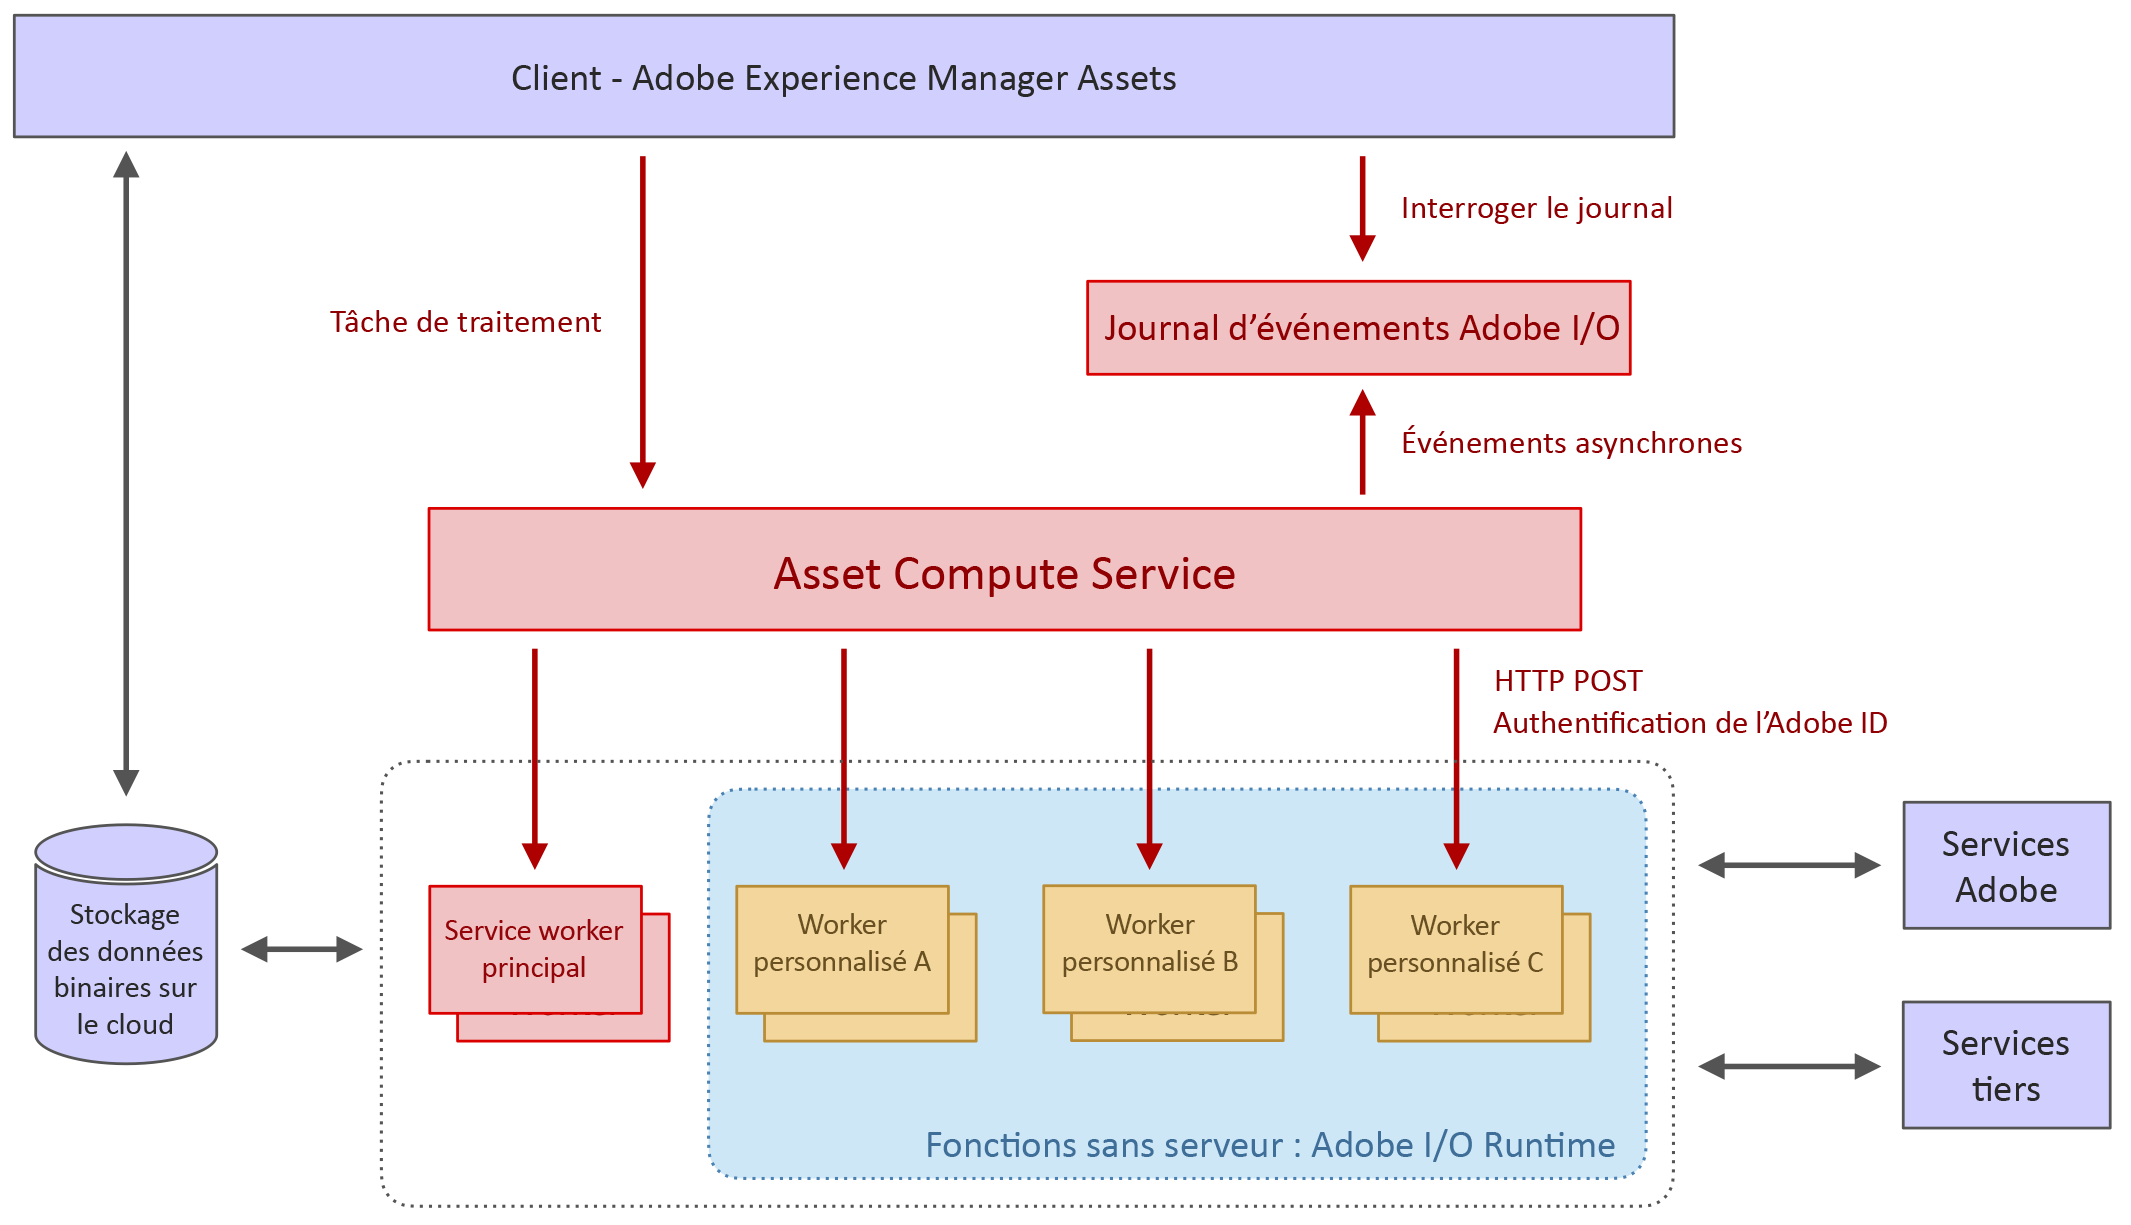 Client - Adobe Experience Manager Assets
Interroger le journal
Tâche de traitement
Journal d’événements Adobe I/O
Événements asynchrones
Asset Compute Service
HTTP POST
Authentification de l’Adobe ID
Stockage
des données
binaires sur
le cloud
Service worker
principal
Worker
personnalisé A
Worker
personnalisé B
Worker
personnalisé C
Services
Adobe
Services
tiers
Fonctions sans serveur : Adobe I/O Runtime